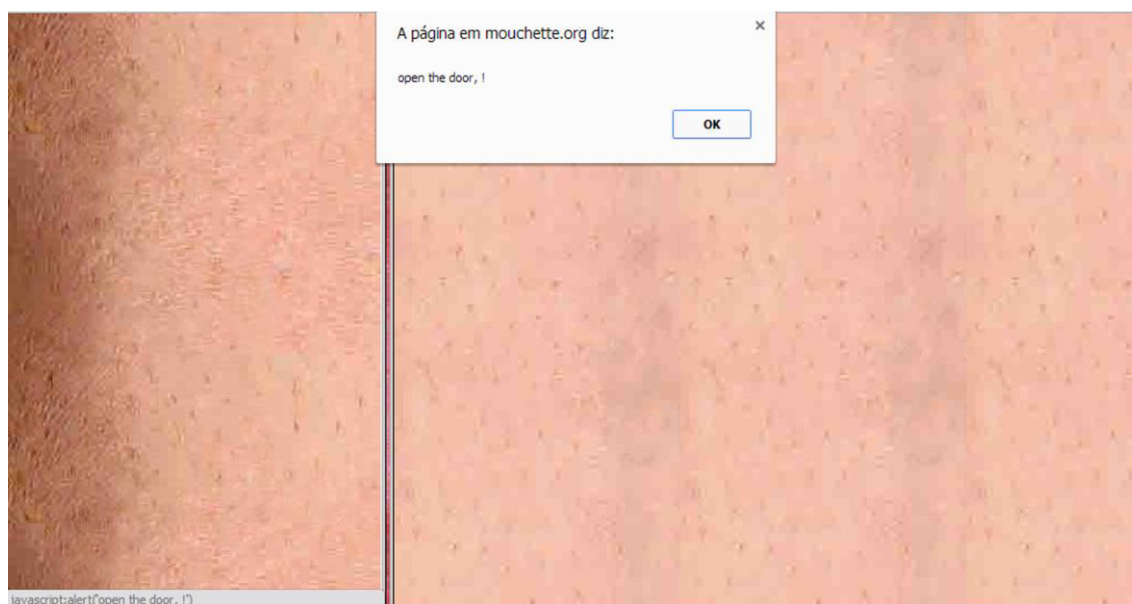 A página em mouchette.org diz:
×
open the door, !
OK
javascript:alert('open the door, !')